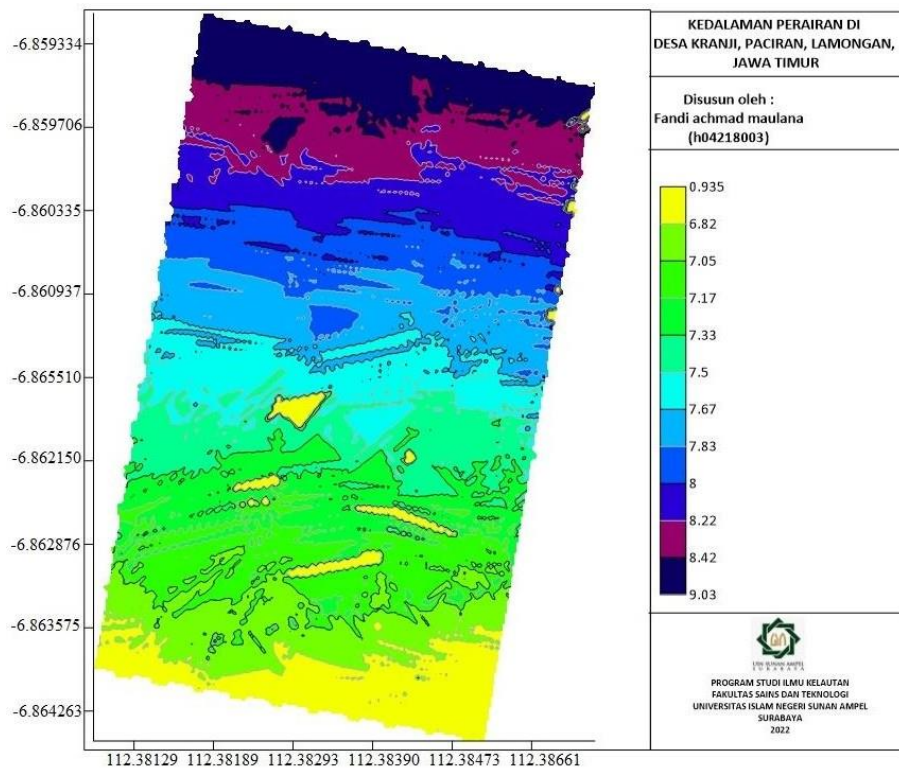 KEDALAMAN PERAIRAN DI
DESA KRANJI, PACIRAN, LAMONGAN,
JAWA TIMUR
Disusun oleh :
Fandi achmad maulana
(h04218003)
-6.859334
-6.859706
-6.860335
-6.860937
-6.865510
-6.862150
-6.862876
-6.863575
-6.864263
112.38129 112.38189 112.38293 112.38390 112.38473 112.38661
0.935
6.82
7.05
7.17
7.33
7.5
7.67
7.83
8
8.22
8.42
9.03
UIN SUNAN AMPEL
SURABAYA
PROGRAM STUDI ILMU KELAUTAN
FAKULTAS SAINS DAN TEKNOLOGI
UNIVERSITAS ISLAM NEGERI SUNAN AMPEL
SURABAYA
2022